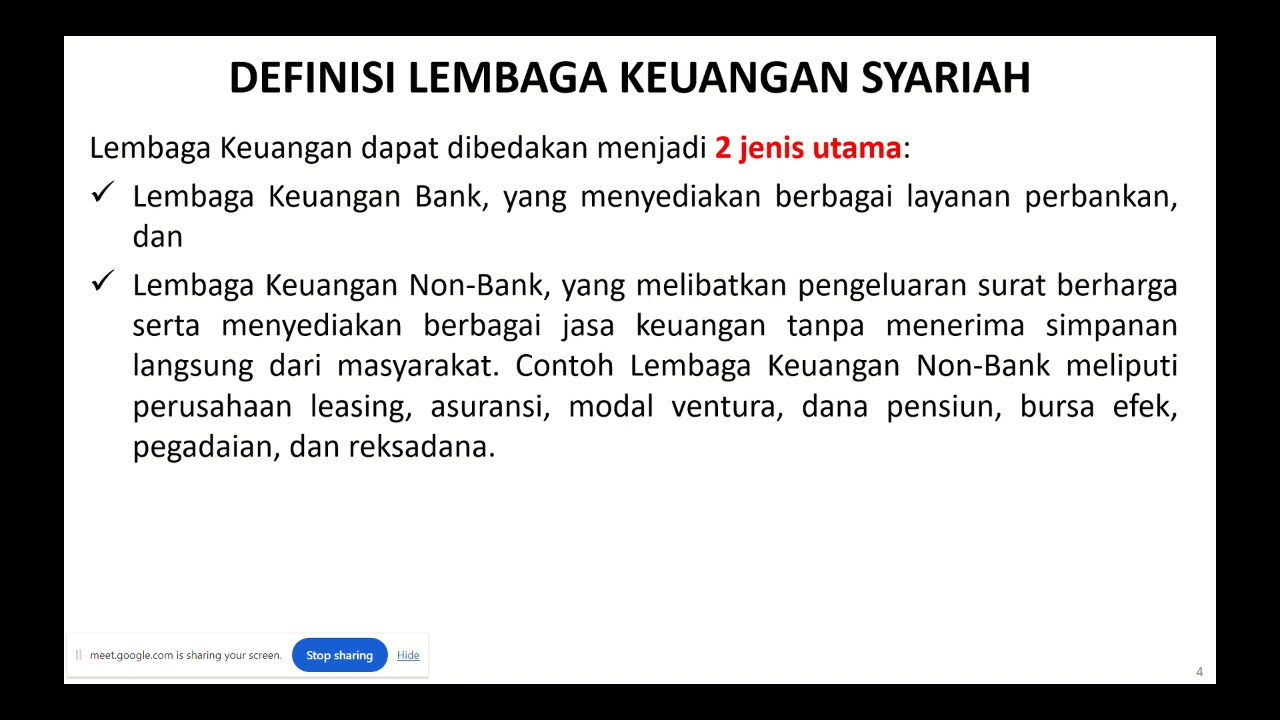 DEFINISI LEMBAGA KEUANGAN SYARIAH
Lembaga Keuangan dapat dibedakan menjadi 2 jenis utama:
✓ Lembaga Keuangan Bank, yang menyediakan berbagai layanan perbankan,
dan
✓ Lembaga Keuangan Non-Bank, yang melibatkan pengeluaran surat berharga
serta menyediakan berbagai jasa keuangan tanpa menerima simpanan
langsung dari masyarakat. Contoh Lembaga Keuangan Non-Bank meliputi
perusahaan leasing, asuransi, modal ventura, dana pensiun, bursa efek,
pegadaian, dan reksadana.
meet.google.com is sharing your screen. Stop sharing Hide
4